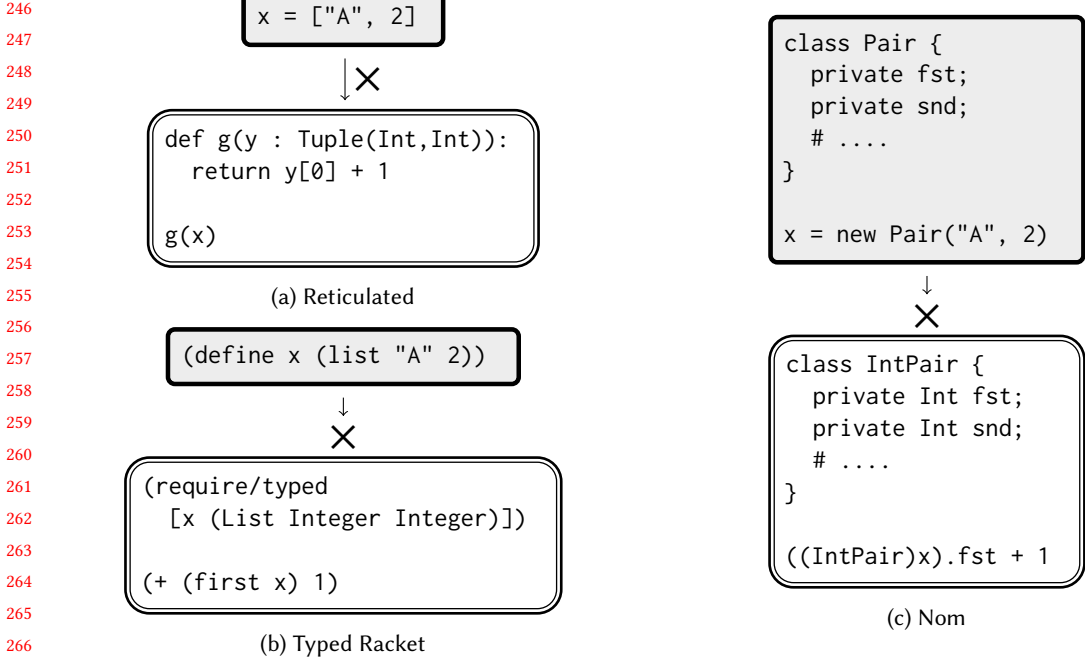 246
247
248
249
250
251
252
253
254
255
256
257
258
259
260
261
262
263
264
265
266
x = ["A", 2]
def g(y : Tuple(Int,Int)):
return y[0] + 1
g(x)
(a) Reticulated
(define x (list "A" 2))
(require/typed
[x (List Integer Integer)])
(+ (first x) 1)
(b) Typed Racket
class Pair {
private fst;
private snd;
# ....
}
x = new Pair("A", 2)
class IntPair {
private Int fst;
private Int snd;
# ....
}
((IntPair)x).fst + 1
(c) Nom